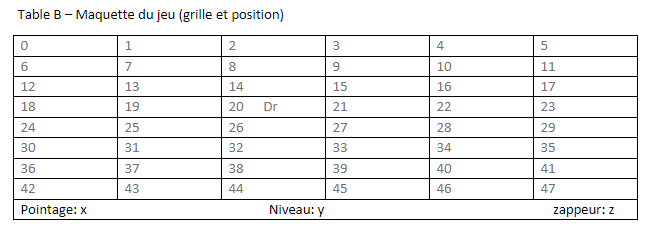 Table B – Maquette du jeu (grille et position)
0 1 2 3 4 5
6 7 8 9 10 11
12 13 14 15 16 17
18 19 20 Dr 21 22 23
24 25 26 27 28 29
30 31 32 33 34 35
36 37 38 39 40 41
42 43 44 45 46 47
Pointage: x Niveau: y zappeur: z